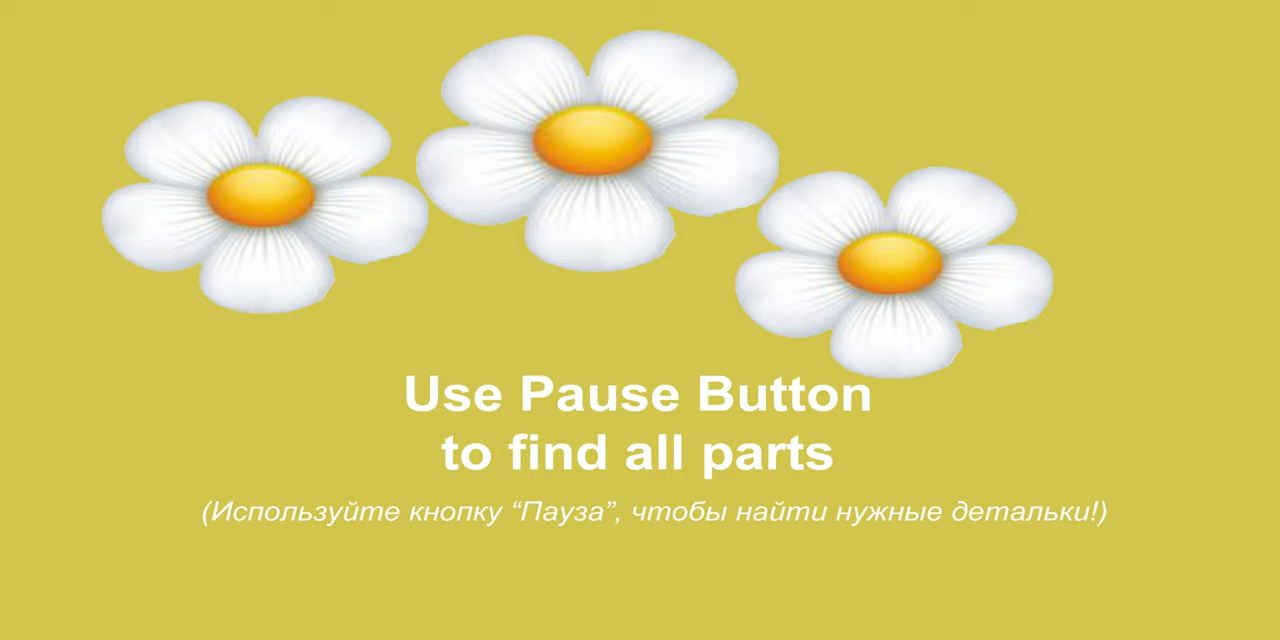 Use Pause Button
to find all parts
(Используйте кнопку “Пауза”, чтобы найти нужные детальки!)